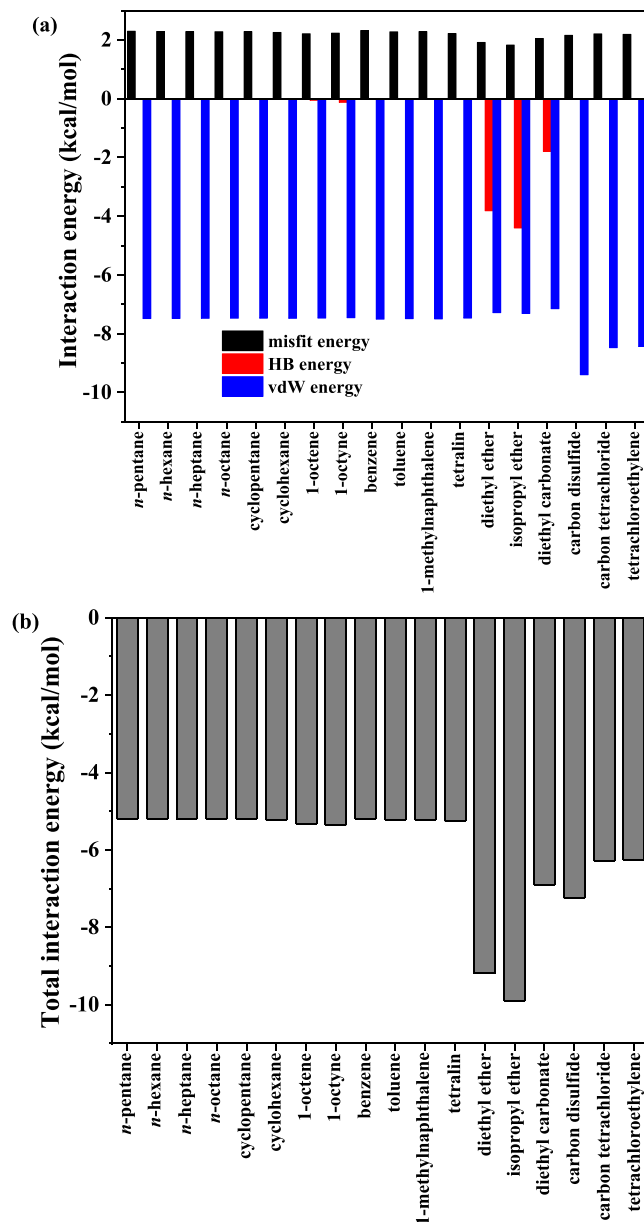 (a)
Interaction energy (kcal/mol)
2
0
-2
-4
-6
-8
-10
misfit energy
HB energy
vdW energy
n-pentane
n-hexane
n-heptane
n-octane
cyclopentane
cyclohexane
1-octene
1-octyne
benzene
toluene
1-methylnaphthalene
tetralin
diethyl ether
isopropyl ether
diethyl carbonate
carbon disulfide
carbon tetrachloride
tetrachloroethylene
(b)
Total interaction energy (kcal/mol)
0
-2
-4
-6
-8
-10
n-pentane
n-hexane
n-heptane
n-octane
cyclopentane
cyclohexane
1-octene
1-octyne
benzene
toluene
1-methylnaphthalene
tetralin
diethyl ether
isopropyl ether
diethyl carbonate
carbon disulfide
carbon tetrachloride
tetrachloroethylene